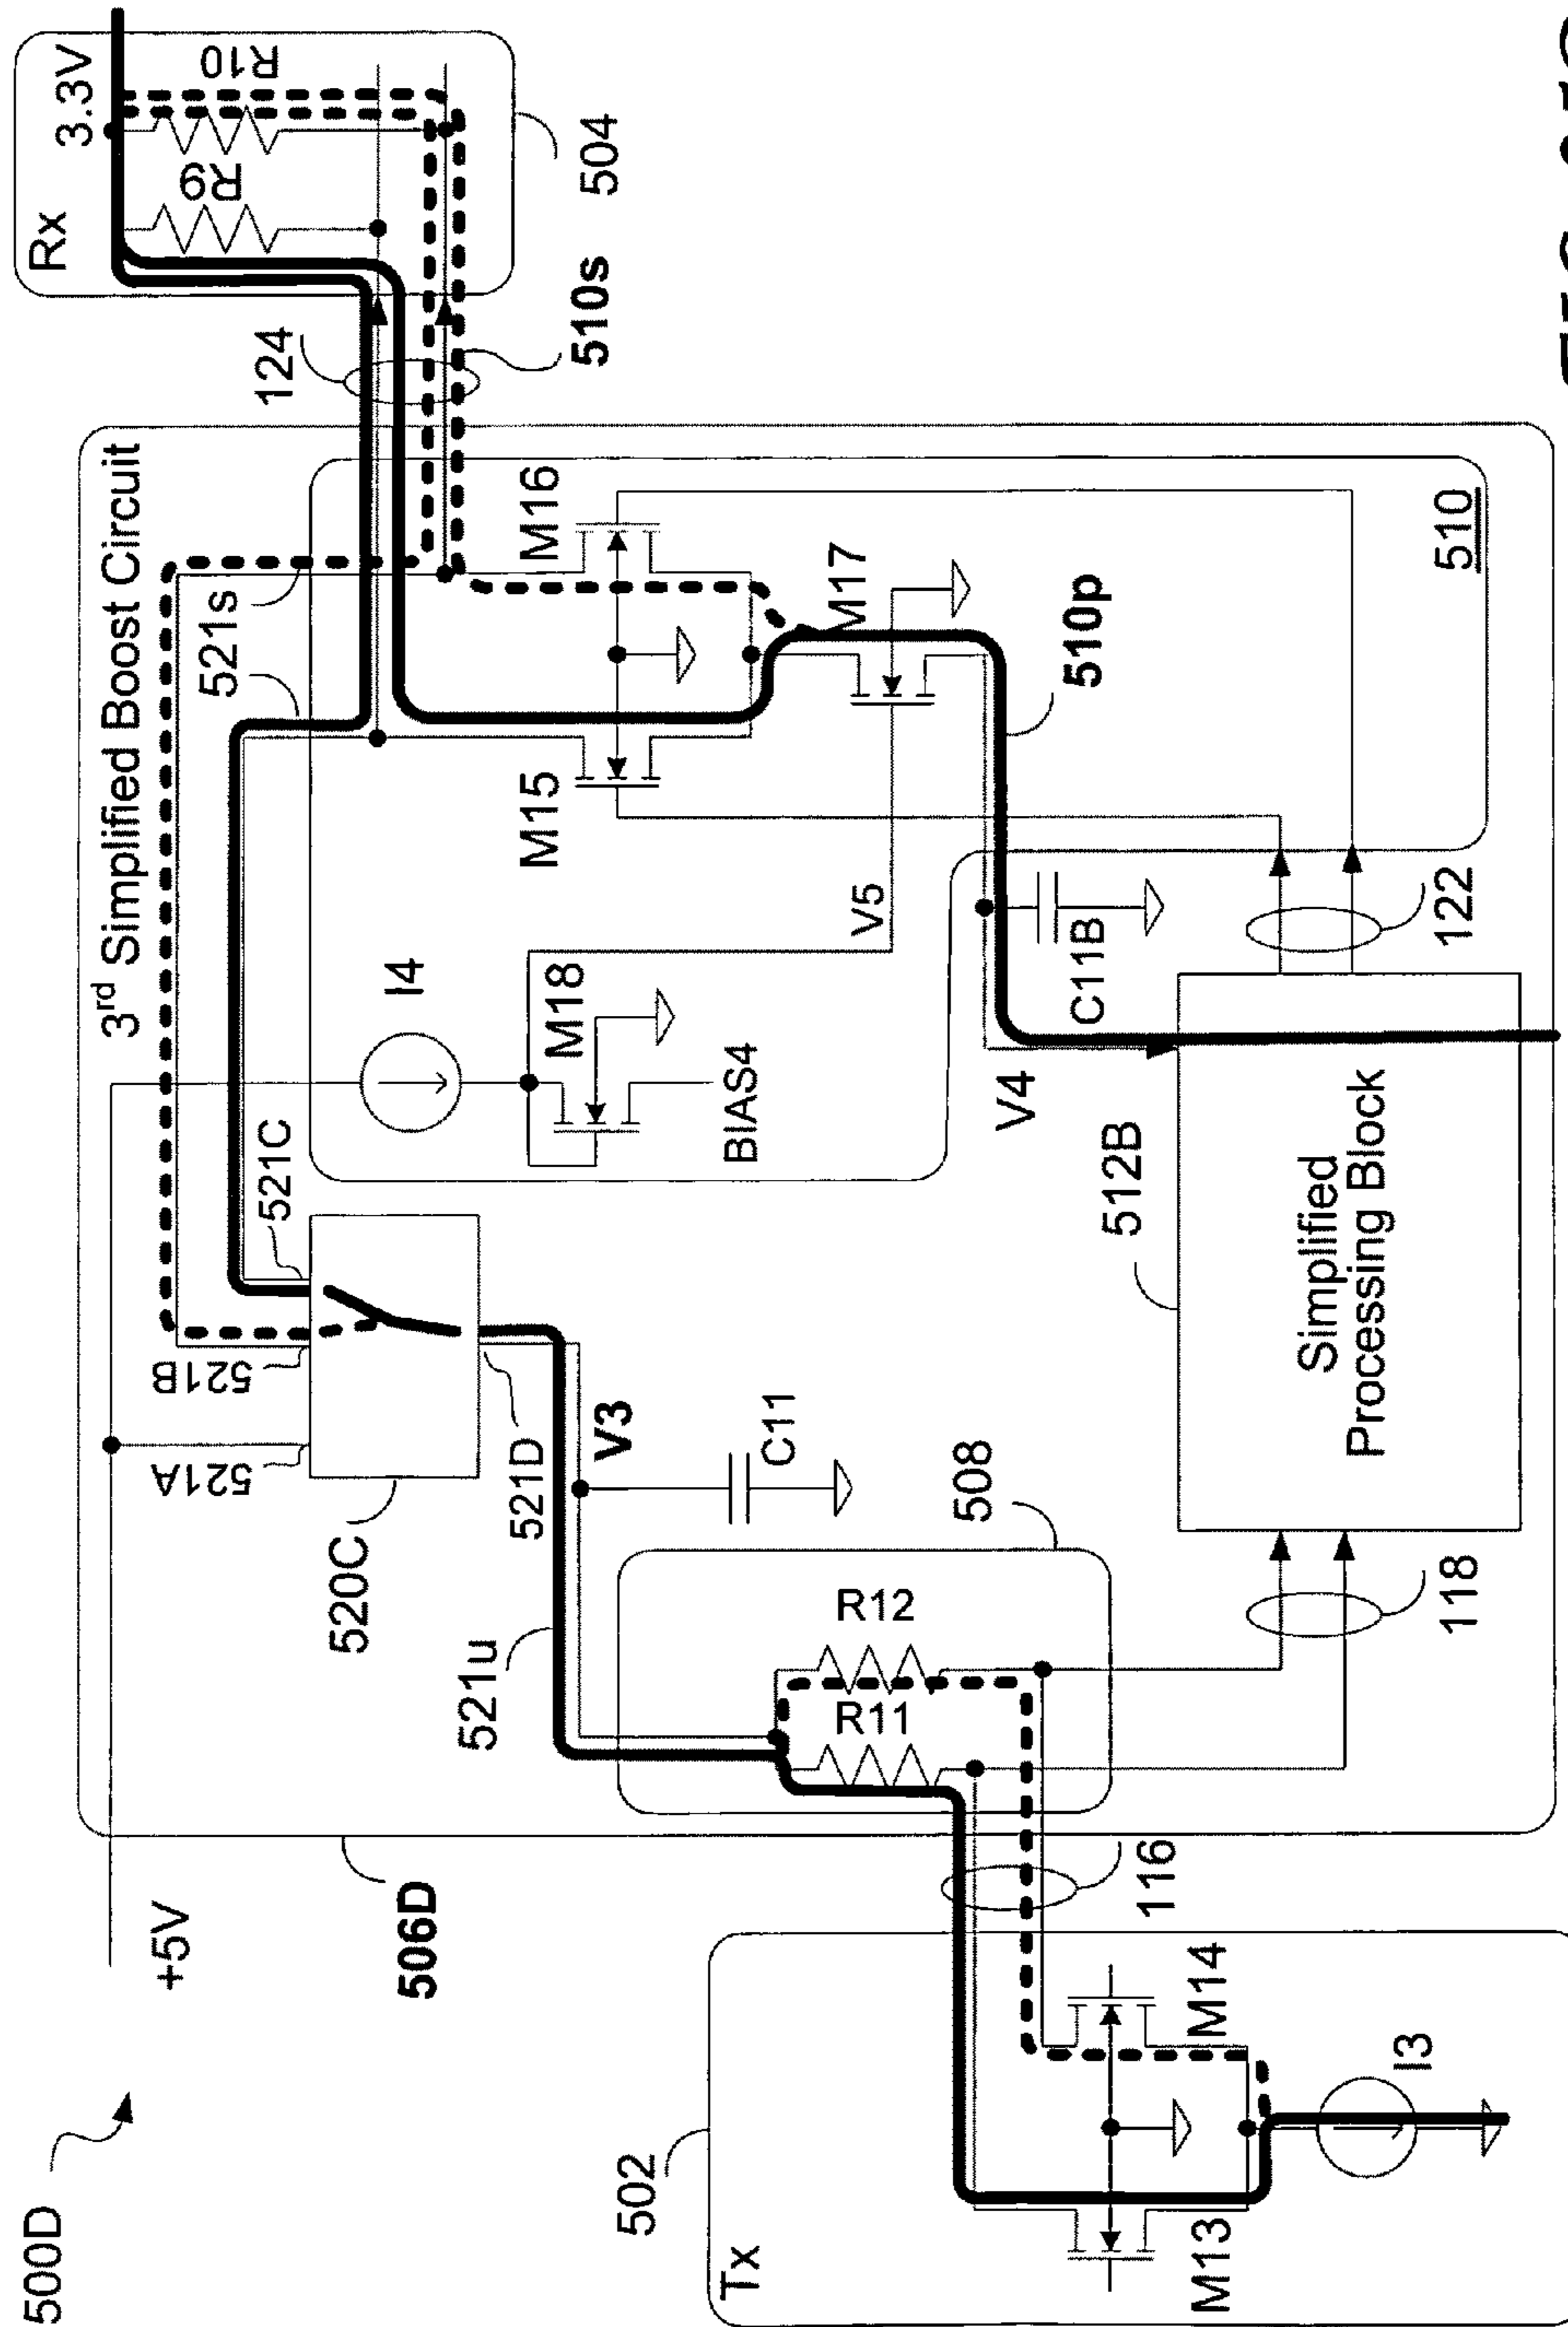 500D
+5V
506D
3rd Simplified Boost Circuit
Rx
3.3V
R9
R10
504
124
510s
521s
521C
521B
521A
520C
521D
521u
V3
C11
I4
M18
BIAS4
M15
M16
M17
V5
510p
510
V4
C11B
122
508
R12
R11
512B
Simplified
Processing Block
118
116
502
Tx
M13
M14
I3